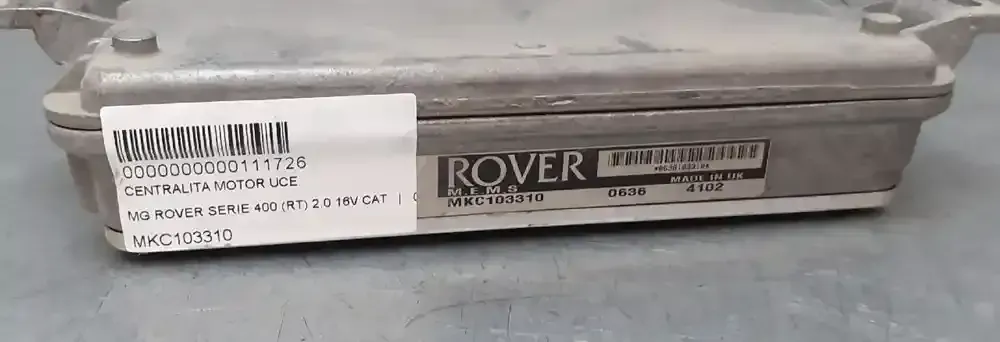 0000000000111726
CENTRALITA MOTOR UCE
MG ROVER SERIE 400 (RT) 2.0 16V CAT |
MKC103310
ROVER
M.E.M.S
MKC103310 0636 4102
MADE IN UK